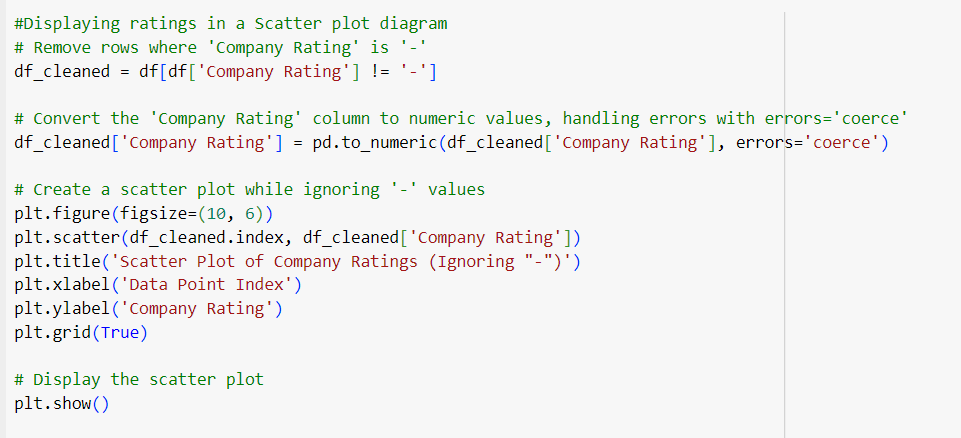 #Displaying ratings in a Scatter plot diagram
# Remove rows where 'Company Rating' is '-'
df_cleaned = df[df['Company Rating'] != '-']
# Convert the 'Company Rating' column to numeric values, handling errors with errors='coerce'
df_cleaned['Company Rating'] = pd.to_numeric(df_cleaned['Company Rating'], errors='coerce')
# Create a scatter plot while ignoring '-' values
plt.figure(figsize=(10, 6))
plt.scatter(df_cleaned.index, df_cleaned['Company Rating'])
plt.title('Scatter Plot of Company Ratings (Ignoring "-")')
plt.xlabel('Data Point Index')
plt.ylabel('Company Rating')
plt.grid(True)
# Display the scatter plot
plt.show()